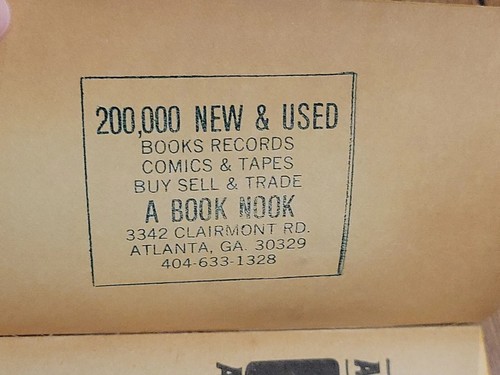 200,000 NEW & USED
BOOKS RECORDS
COMICS & TAPES
BUY SELL & TRADE
A BOOK NOOK
3342 CLAIRMONT RD.
ATLANTA, GA. 30329
404-633-1328